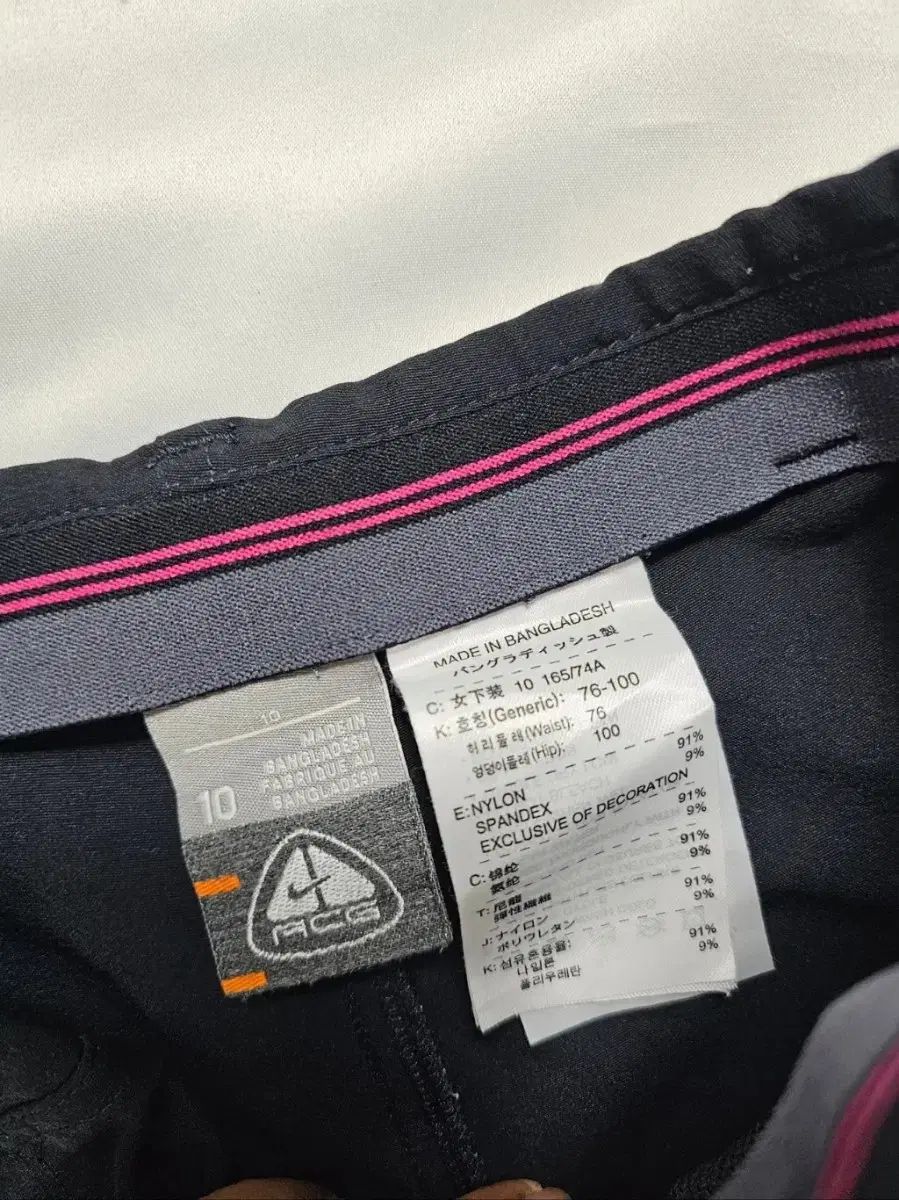 10
MADE IN
BANGLADESH
FABRIQUE AU
BANGLADESH
10
ACG
MADE IN BANGLADESH
バングラディッシュ製
C: 女下装 10 165/74A
K: 호칭(Generic): 76-100
허리둘레(Waist): 76
엉덩이둘레(Hip): 100
E: NYLON 91%
SPANDEX 9%
EXCLUSIVE OF DECORATION
C: 锦纶 91%
氨纶 9%
T: 尼龍 91%
彈性纖維 9%
J: ナイロン 91%
ポリウレタン 9%
K: 섬유혼용율:
나일론 91%
폴리우레탄 9%